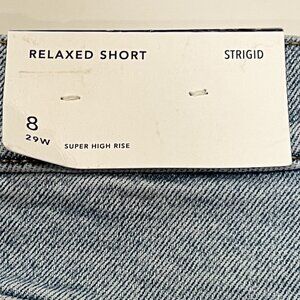 RELAXED SHORT STRIGID
8
29W SUPER HIGH RISE